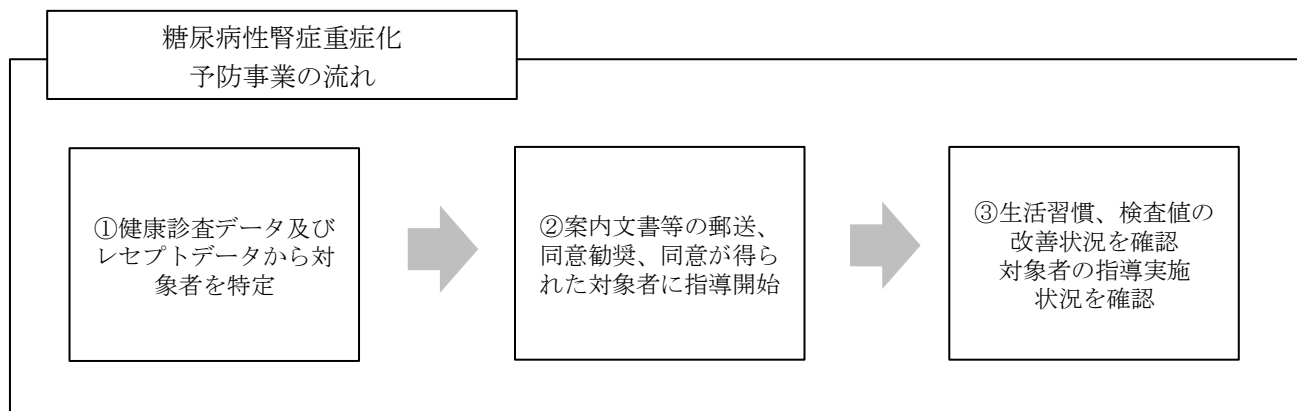 糖尿病性腎症重症化
予防事業の流れ
①健康診査データ及び
レセプトデータから対
象者を特定
②案内文書等の郵送、
同意勧奨、同意が得ら
れた対象者に指導開始
③生活習慣、検査値の
改善状況を確認
対象者の指導実施
状況を確認